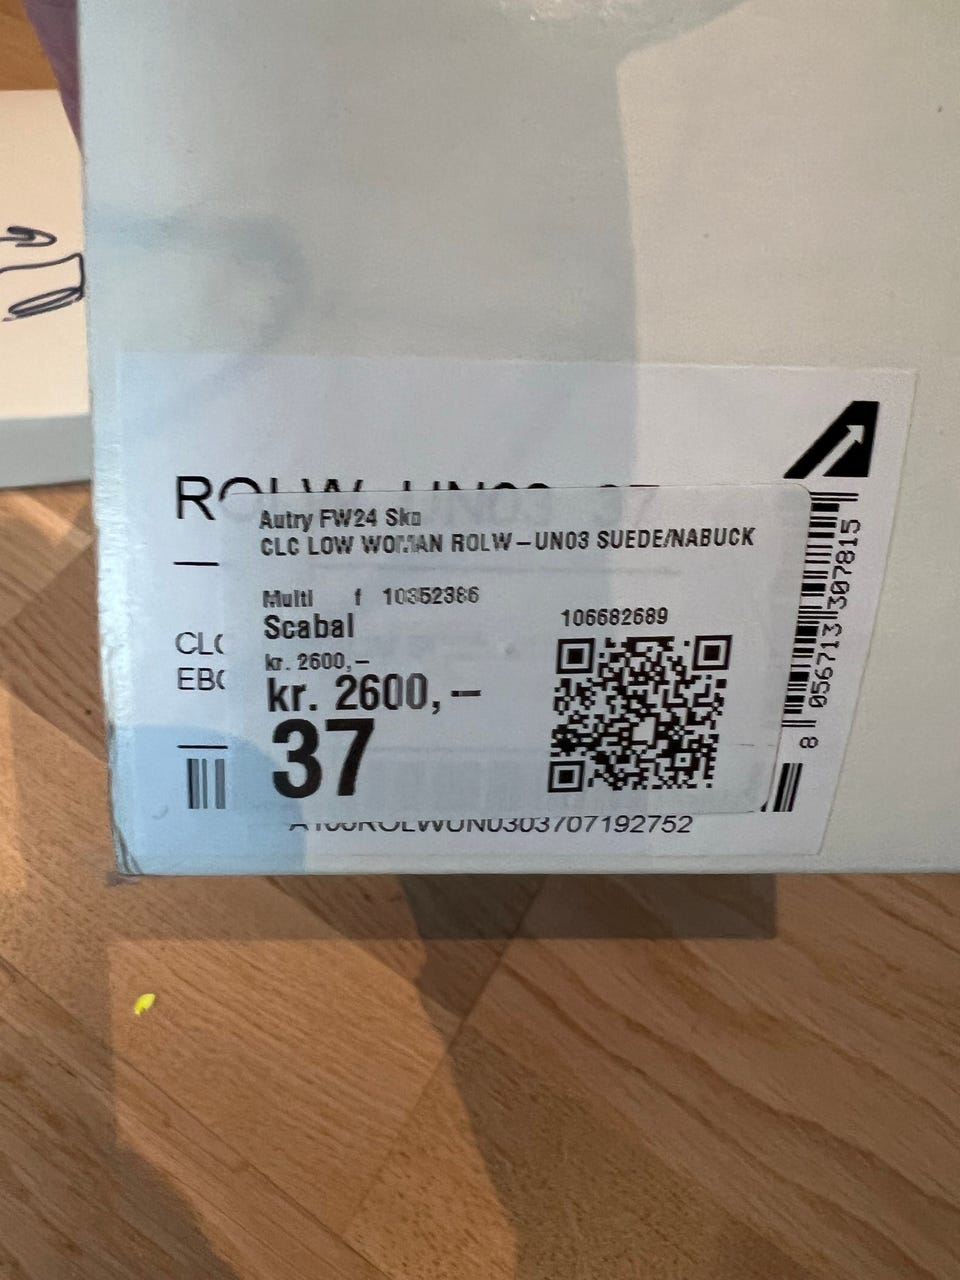 Autry FW24 Sko
CLC LOW WOMAN ROLW-UN03 SUEDE/NABUCK
Multi f 10352386
Scabal
106682689
kr. 2600,-
kr. 2600,-
37
CLC
EBO
A100ROLWUN0303707192752
8 056713 307815